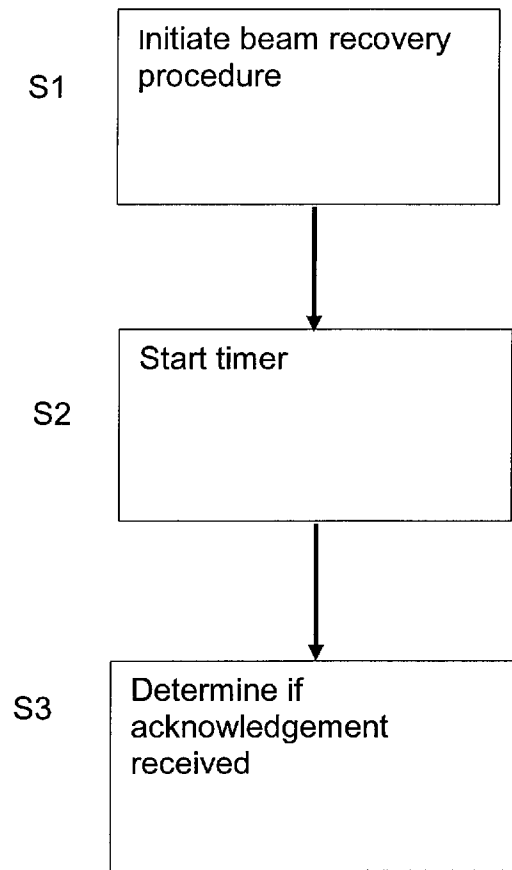 Initiate beam recovery
procedure
S1
Start timer
S2
Determine if
acknowledgement
received
S3